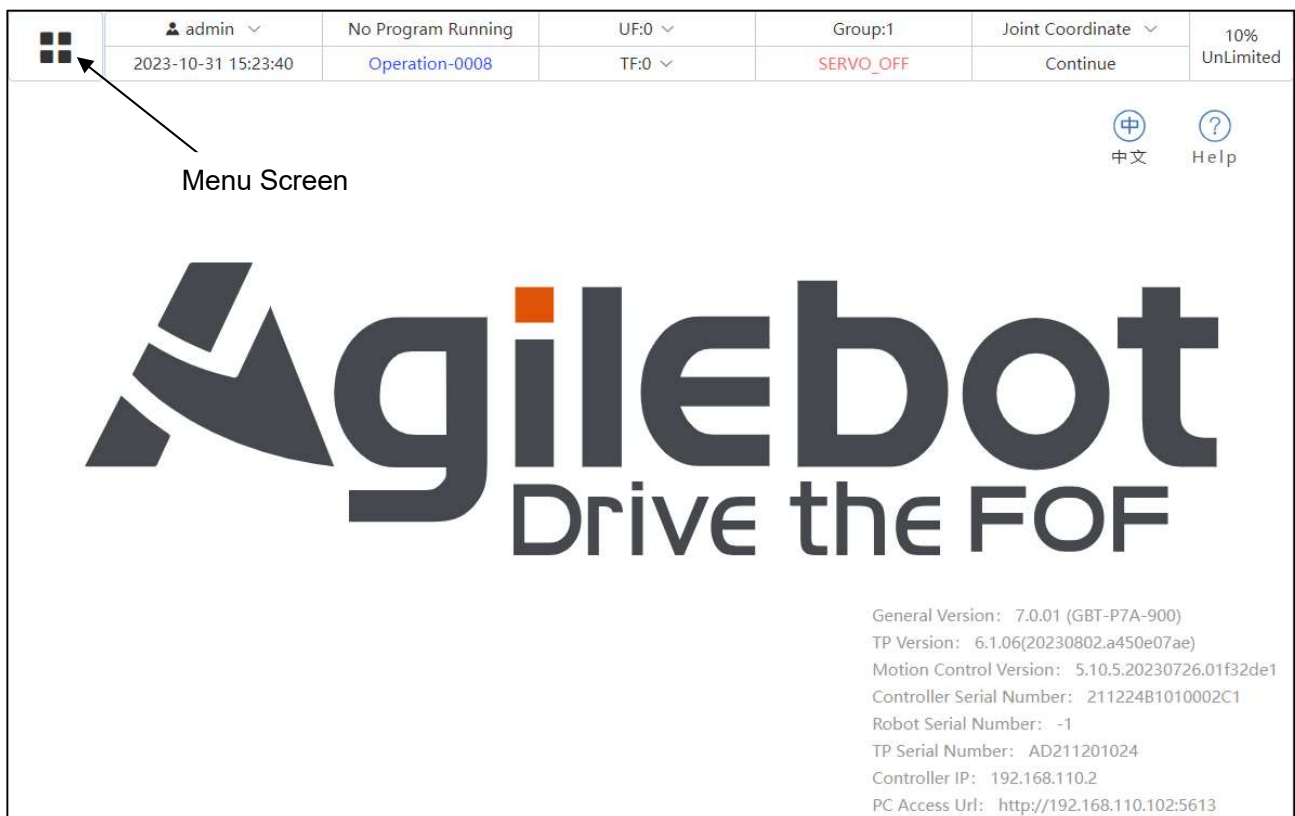 admin
No Program Running
UF:0
Group:1
Joint Coordinate
10%
UnLimited
2023-10-31 15:23:40
Operation-0008
TF:0
SERVO_OFF
Continue
中
?
中文
Help
Menu Screen
Agilebot
Drive the FOF
General Version: 7.0.01 (GBT-P7A-900)
TP Version: 6.1.06(20230802.a450e07ae)
Motion Control Version: 5.10.5.20230726.01f32de1
Controller Serial Number: 211224B1010002C1
Robot Serial Number: -1
TP Serial Number: AD211201024
Controller IP: 192.168.110.2
PC Access Url: http://192.168.110.102:5613